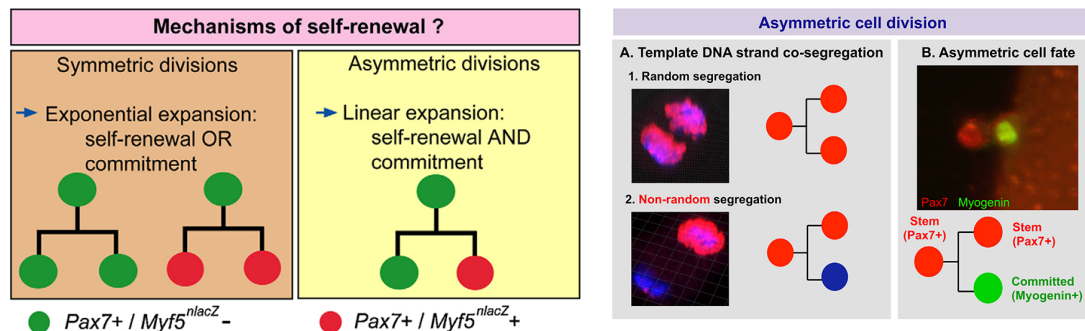 Mechanisms of self-renewal ?
Symmetric divisions
Exponential expansion:
self-renewal OR
commitment
Asymmetric divisions
Linear expansion:
self-renewal AND
commitment
Pax7+ / Myf5nlacZ -
Pax7+ / Myf5nlacZ +
Asymmetric cell division
A. Template DNA strand co-segregation
1. Random segregation
2. Non-random segregation
B. Asymmetric cell fate
Pax7 Myogenin
Stem
(Pax7+)
Stem
(Pax7+)
Committed
(Myogenin+)